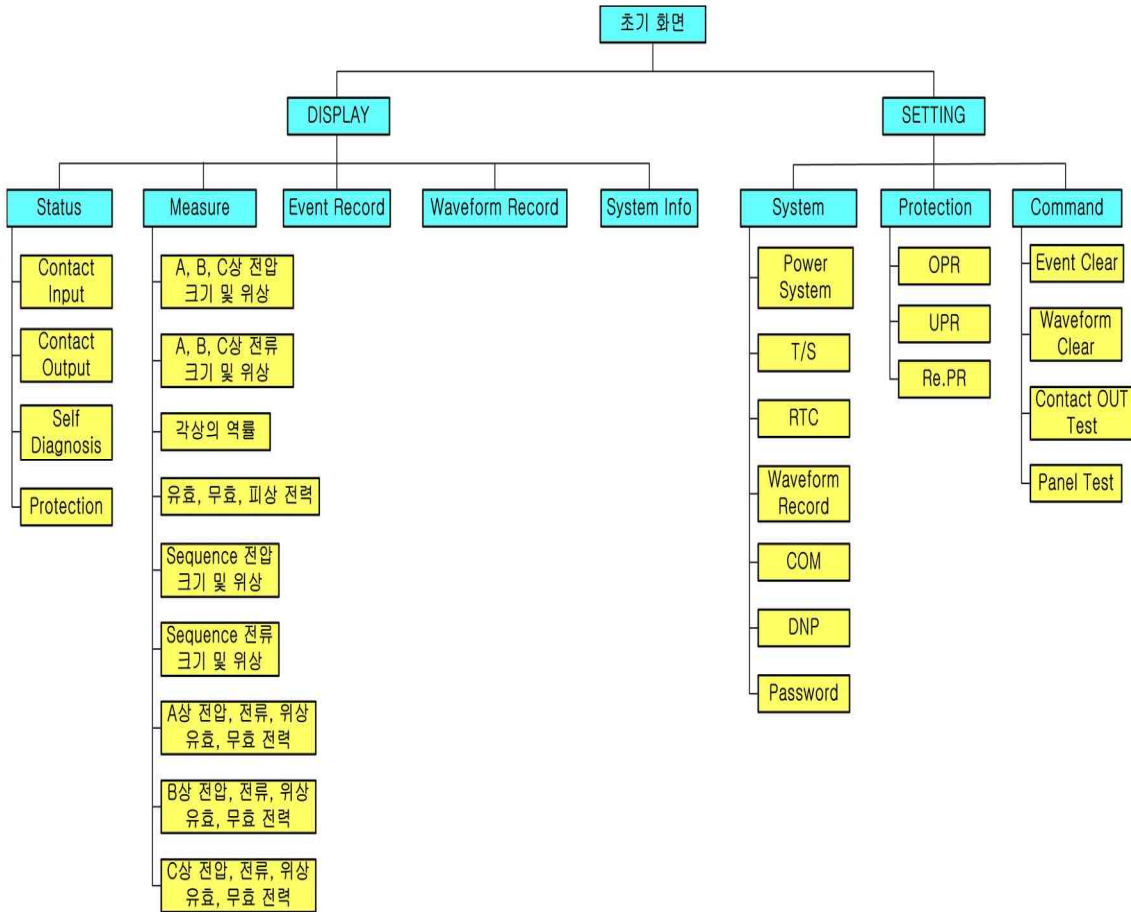 초기 화면
DISPLAY
SETTING
Status
Measure
Event Record
Waveform Record
System Info
System
Protection
Command
Contact
Input
Contact
Output
Self
Diagnosis
Protection
A, B, C상 전압
크기 및 위상
A, B, C상 전류
크기 및 위상
각상의 역률
유효, 무효, 피상 전력
Sequence 전압
크기 및 위상
Sequence 전류
크기 및 위상
A상 전압, 전류, 위상
유효, 무효 전력
B상 전압, 전류, 위상
유효, 무효 전력
C상 전압, 전류, 위상
유효, 무효 전력
Power
System
T/S
RTC
Waveform
Record
COM
DNP
Password
OPR
UPR
Re.PR
Event Clear
Waveform
Clear
Contact OUT
Test
Panel Test